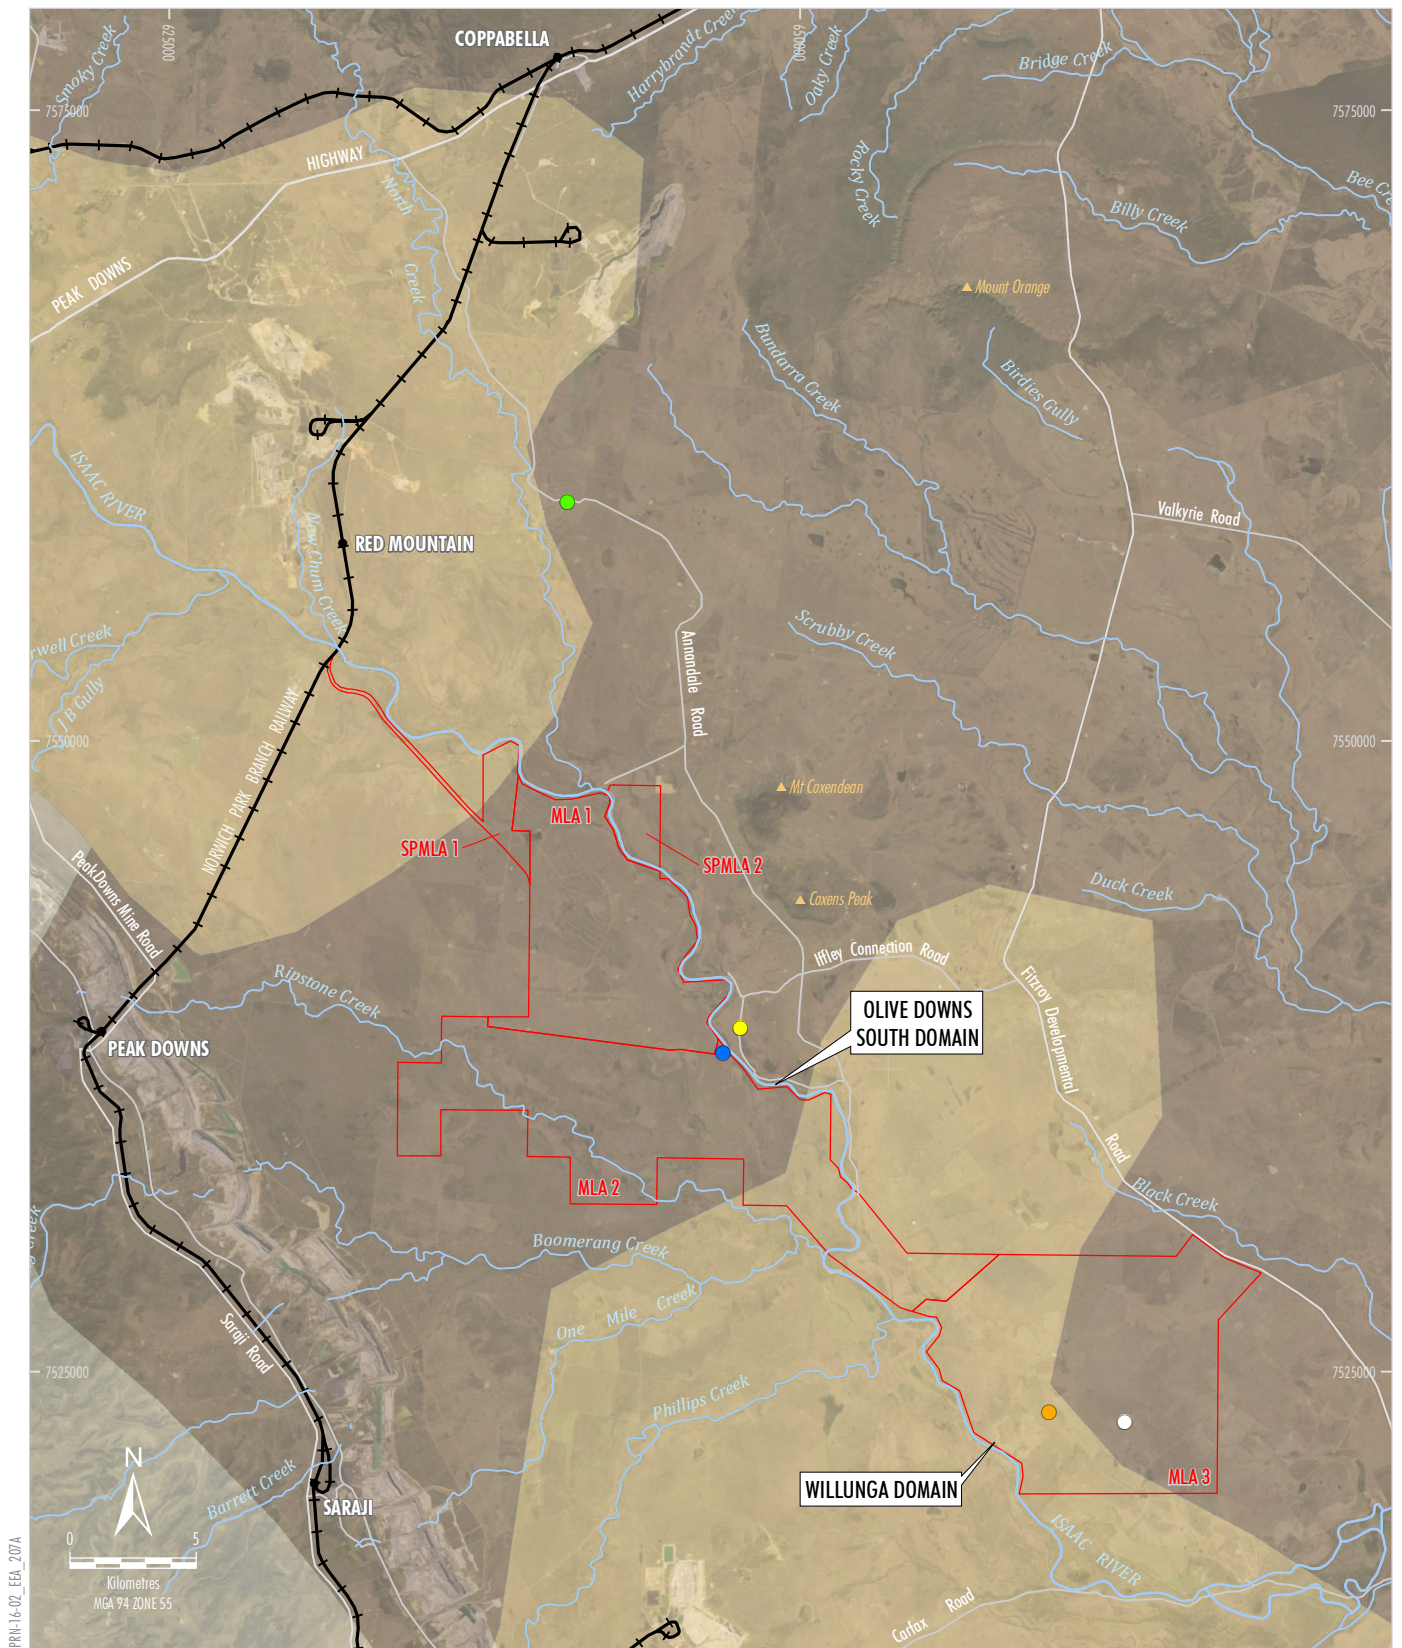 COPPABELLA
625000
650000
Smoky Creek
Harrybrandt Creek
Oaky Creek
Bridge Creek
7575000
7575000
HIGHWAY
North
Creek
Rocky Creek
Bee Cre
Billy Creek
PEAK DOWNS
Mount Orange
Bundarra Creek
Birdies Gully
ISAAC RIVER
New Chum Creek
RED MOUNTAIN
Valkyrie Road
rwell Creek
J B Gully
Scrubby Creek
Annandale Road
NORWICH PARK BRANCH RAILWAY
7550000
7550000
Mt Coxendean
MLA 1
SPMLA 1
SPMLA 2
Peak Downs Mine Road
Duck Creek
Coxens Peak
Iffley Connection Road
Ripstone Creek
Fitzroy Developmental
Road
OLIVE DOWNS
SOUTH DOMAIN
PEAK DOWNS
MLA 2
Black Creek
Boomerang Creek
One Mile Creek
Saraji Road
7525000
7525000
Phillips Creek
MLA 3
WILLUNGA DOMAIN
N
Barrett Creek
SARAJI
0 5
Kilometres
MGA 94 ZONE 55
ISAAC RIVER
Carfax Road
PRN-16-02_EEA_207A